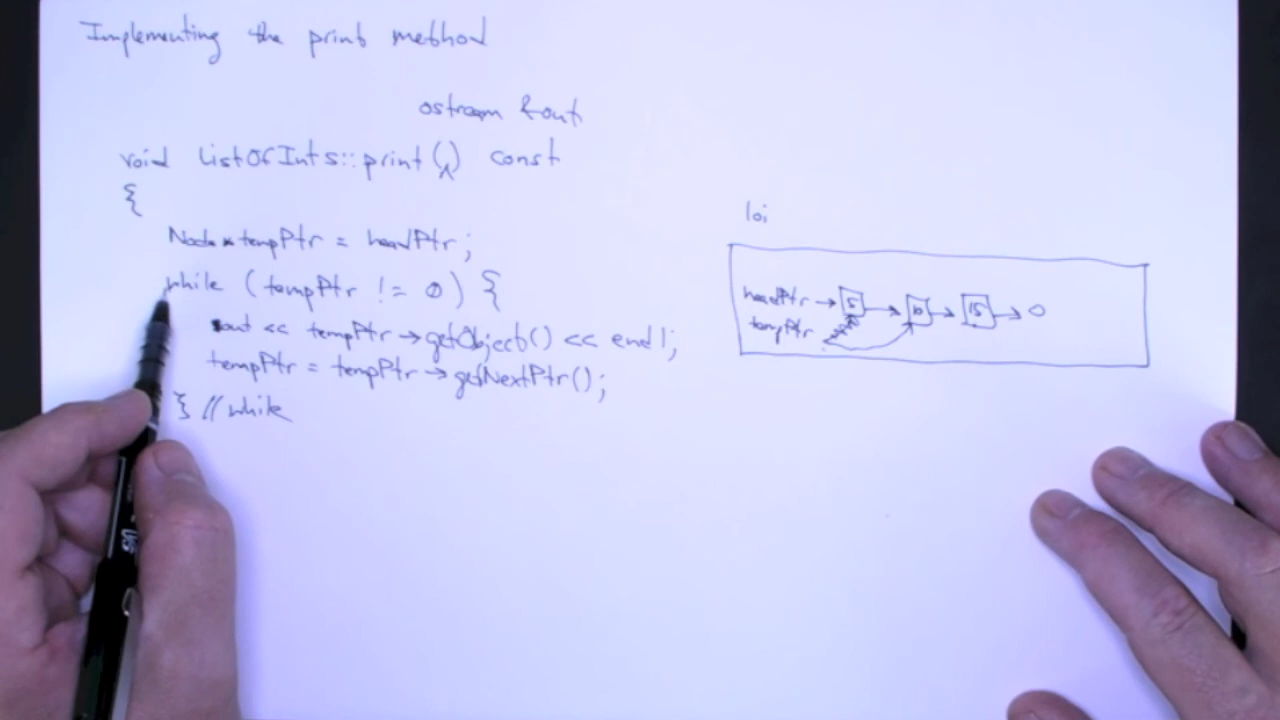 Implementing the print method
ostream &out
void ListOfInts::print() const
{
Node * tempPtr = headPtr;
while (tempPtr != 0) {
out << tempPtr→getObject() << endl;
tempPtr = tempPtr→getNextPtr();
} // while
loi
headPtr → 5 → 10 → 15 → 0
tempPtr